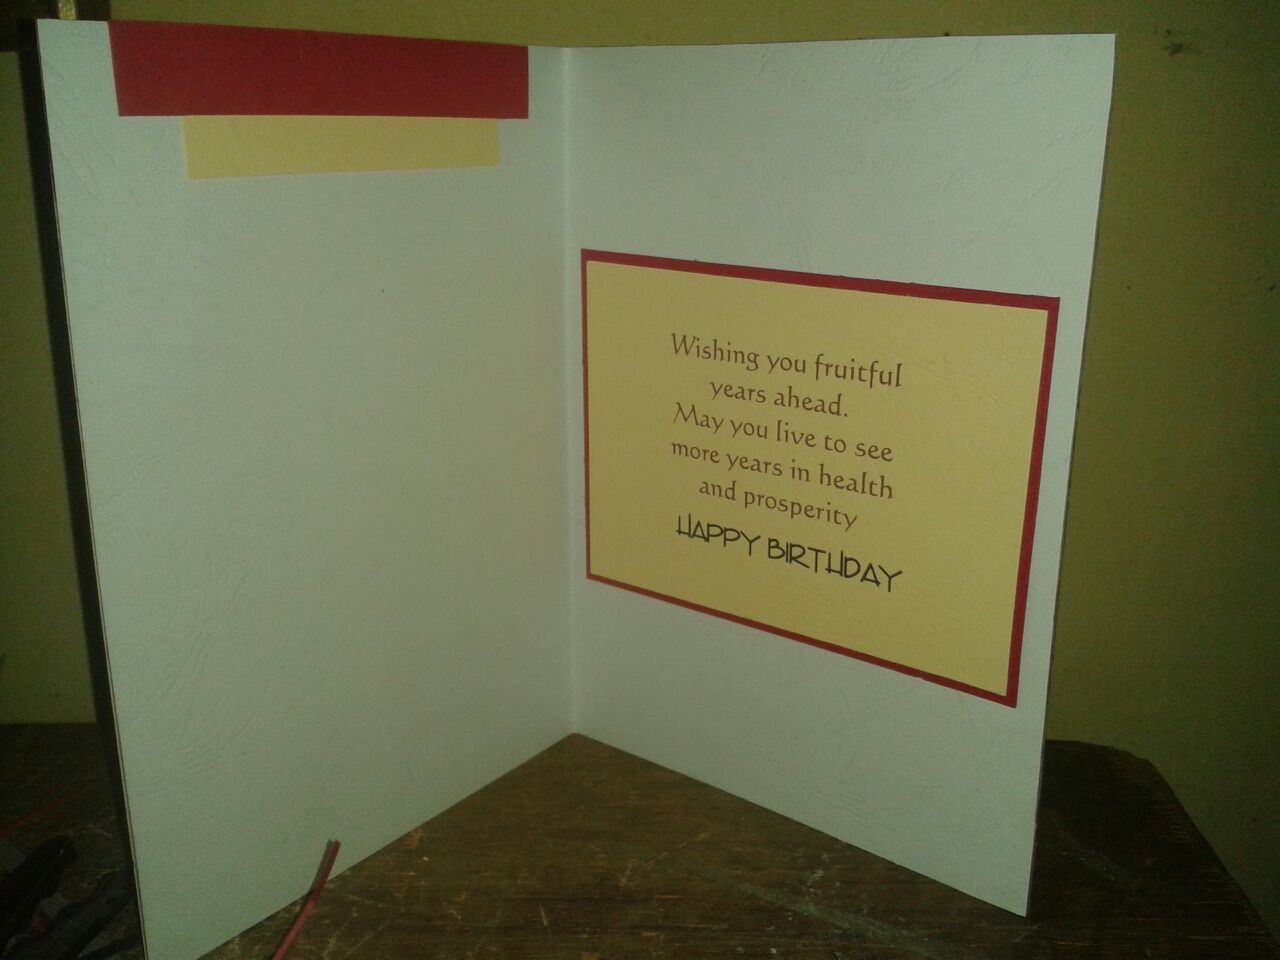 Wishing you fruitful
years ahead.
May you live to see
more years in health
and prosperity
HAPPY BIRTHDAY